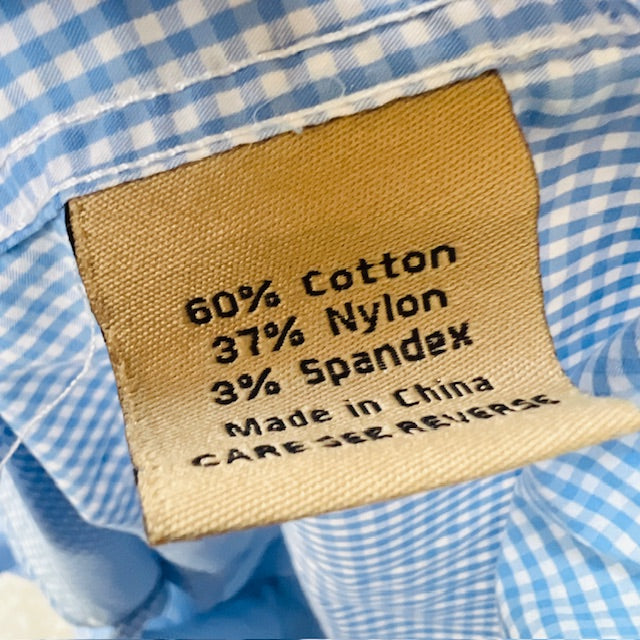 60% Cotton
37% Nylon
3% Spandex
Made in China
CARE SEE REVERSE